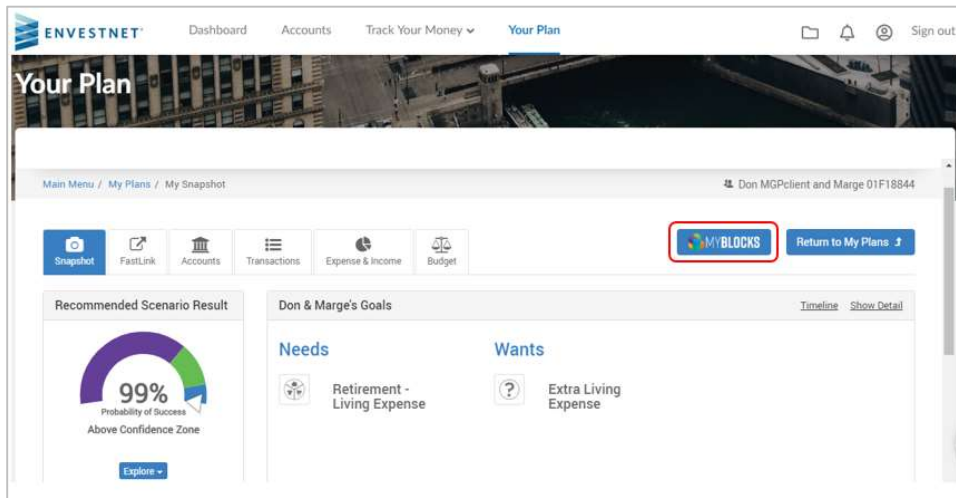 ENVESTNET
Dashboard
Accounts
Track Your Money
Your Plan
Sign out
Your Plan
Main Menu / My Plans / My Snapshot
Don MGPclient and Marge 01F18844
Snapshot
FastLink
Accounts
Transactions
Expense & Income
Budget
MYBLOCKS
Return to My Plans
Recommended Scenario Result
Don & Marge's Goals
Timeline
Show Detail
99%
Probability of Success
Above Confidence Zone
Explore
Needs
Wants
Retirement -
Living Expense
Extra Living
Expense